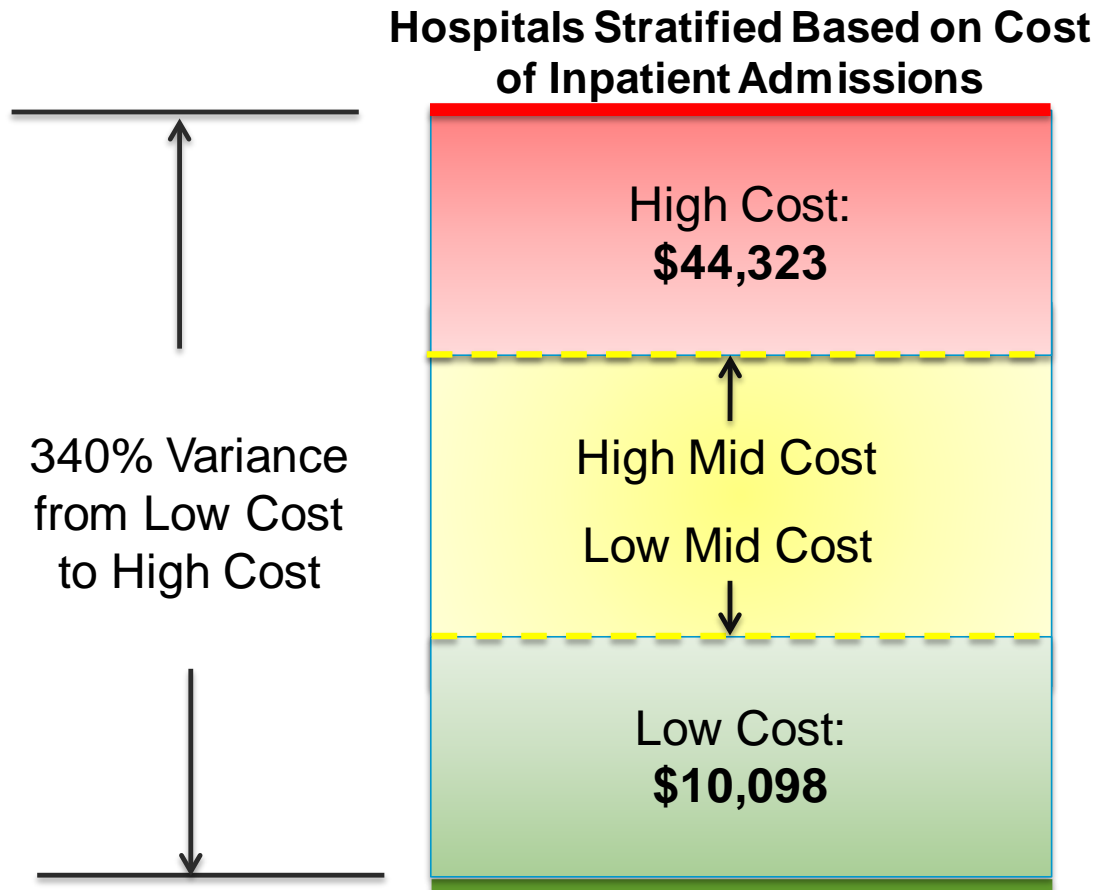 Hospitals Stratified Based on Cost
of Inpatient Admissions
High Cost:
$44,323
340% Variance
from Low Cost
to High Cost
High Mid Cost
Low Mid Cost
Low Cost:
$10,098